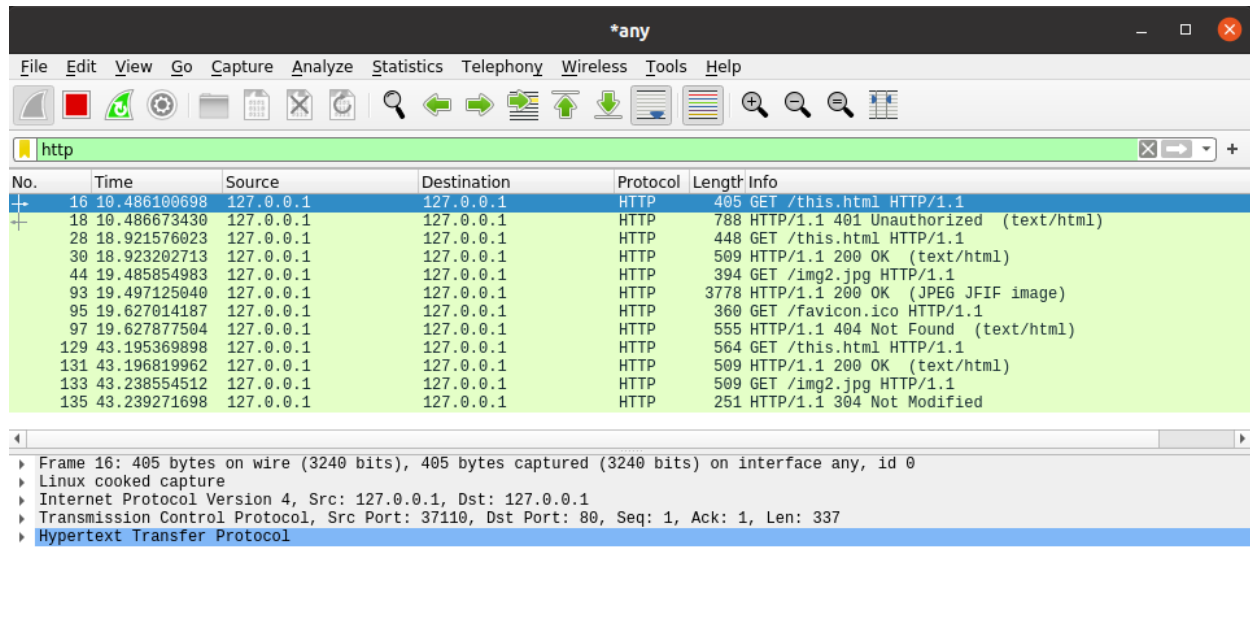 *any
File Edit View Go Capture Analyze Statistics Telephony Wireless Tools Help
http
No. Time Source Destination Protocol Length Info
16 10.486100698 127.0.0.1 127.0.0.1 HTTP 405 GET /this.html HTTP/1.1
18 10.486673430 127.0.0.1 127.0.0.1 HTTP 788 HTTP/1.1 401 Unauthorized (text/html)
28 18.921576023 127.0.0.1 127.0.0.1 HTTP 448 GET /this.html HTTP/1.1
30 18.923202713 127.0.0.1 127.0.0.1 HTTP 509 HTTP/1.1 200 OK (text/html)
44 19.485854983 127.0.0.1 127.0.0.1 HTTP 394 GET /img2.jpg HTTP/1.1
93 19.497125040 127.0.0.1 127.0.0.1 HTTP 3778 HTTP/1.1 200 OK (JPEG JFIF image)
95 19.627014187 127.0.0.1 127.0.0.1 HTTP 360 GET /favicon.ico HTTP/1.1
97 19.627877504 127.0.0.1 127.0.0.1 HTTP 555 HTTP/1.1 404 Not Found (text/html)
129 43.195369898 127.0.0.1 127.0.0.1 HTTP 564 GET /this.html HTTP/1.1
131 43.196819962 127.0.0.1 127.0.0.1 HTTP 509 HTTP/1.1 200 OK (text/html)
133 43.238554512 127.0.0.1 127.0.0.1 HTTP 509 GET /img2.jpg HTTP/1.1
135 43.239271698 127.0.0.1 127.0.0.1 HTTP 251 HTTP/1.1 304 Not Modified
Frame 16: 405 bytes on wire (3240 bits), 405 bytes captured (3240 bits) on interface any, id 0
Linux cooked capture
Internet Protocol Version 4, Src: 127.0.0.1, Dst: 127.0.0.1
Transmission Control Protocol, Src Port: 37110, Dst Port: 80, Seq: 1, Ack: 1, Len: 337
Hypertext Transfer Protocol